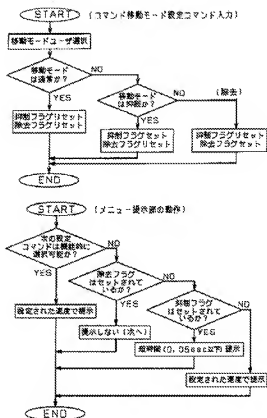 START (コマンド移動モード設定コマンド入力)
移動モードユーザ選択
移動モード
は通常か?
NO
YES
移動モード
は抑制か?
NO
(除去)
YES
抑制フラグリセット
除去フラグリセット
抑制フラグセット
除去フラグリセット
抑制フラグセット
除去フラグセット
END
START (メニュー提示部の動作)
次の設定
コマンドは機能的に
選択可能か?
NO
YES
除去フラグ
はセットされて
いるか?
NO
YES
抑制フラグ
はセットされて
いるか?
NO
YES
設定された速度で提示
提示しない(次へ)
短時間(0.05sec以下)提示
設定された速度で提示
END